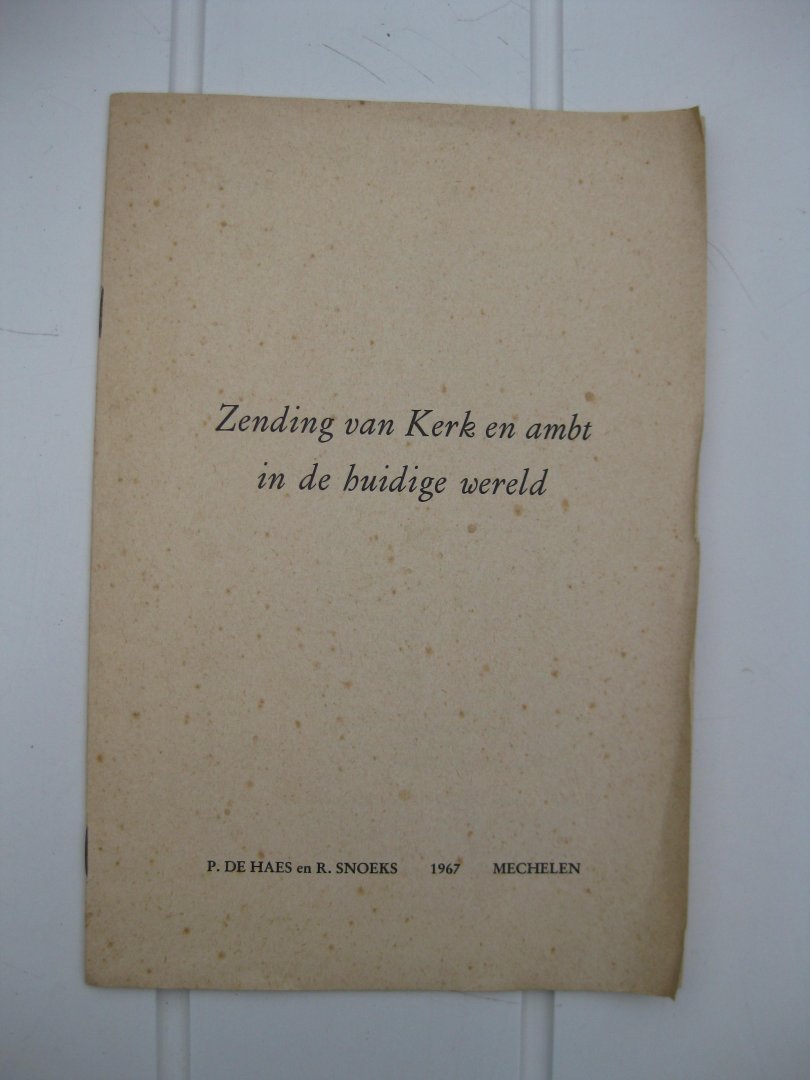 Zending van Kerk en ambt
in de huidige wereld
P. DE HAES en R. SNOEKS 1967 MECHELEN